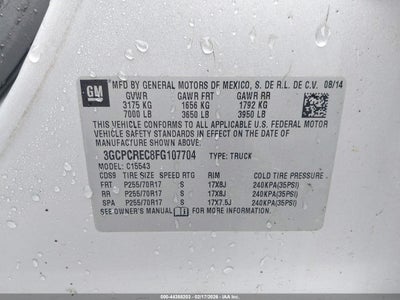 GM
MFD BY GENERAL MOTORS OF MEXICO, S. DE R.L. DE C.V. 08/14
GVWR GAWR FRT GAWR RR
3175 KG 1656 KG 1792 KG
7000 LB 3650 LB 3950 LB
THIS VEHICLE CONFORMS TO ALL APPLICABLE U.S. FEDERAL MOTOR
VEHICLE SAFETY STANDARDS IN EFFECT ON THE DATE OF
MANUFACTURE SHOWN ABOVE.
3GCPCREC8FG107704 TYPE: TRUCK
MODEL: C15543
CDS9 TIRE SIZE SPEED RTG RIM COLD TIRE PRESSURE
FRT P255/70R17 S 17X8J 240KPA(35PSI)
RR P255/70R17 S 17X8J 240KPA(35PSI)
SPA P255/70R17 S 17X7.5J 240KPA(35PSI)
SEE OWNER'S MANUAL FOR MORE INFORMATION.